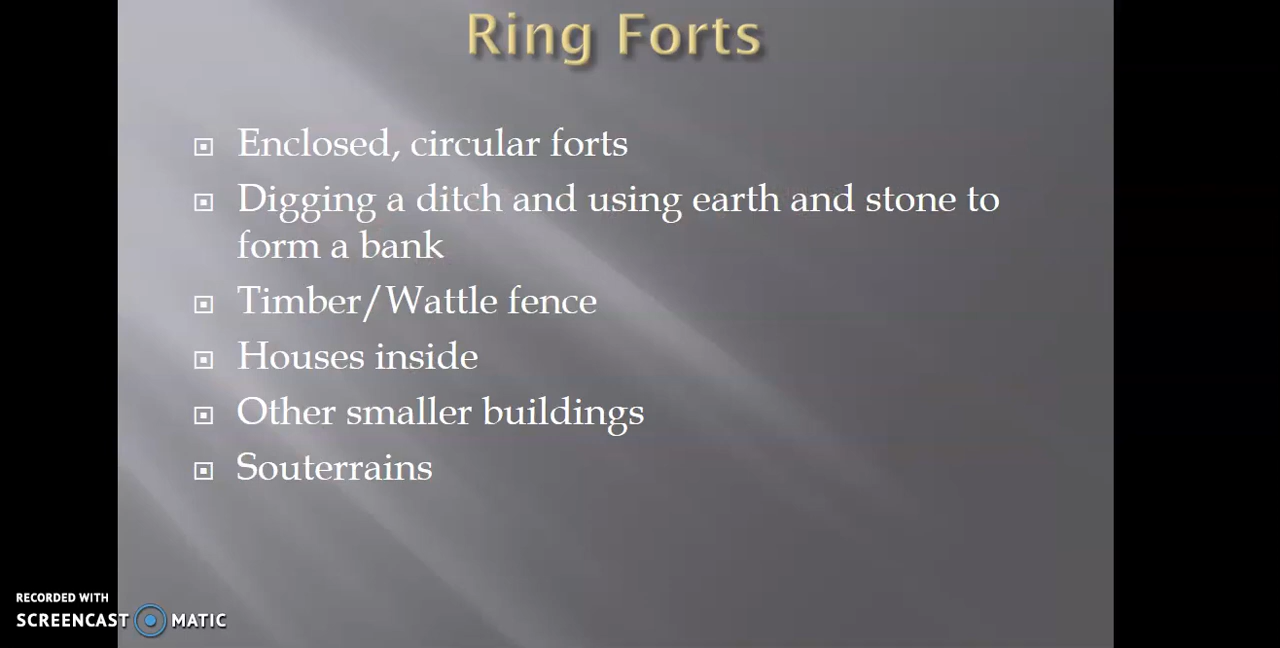 Ring Forts
Enclosed, circular forts
Digging a ditch and using earth and stone to
form a bank
Timber/Wattle fence
Houses inside
Other smaller buildings
Souterrains
RECORDED WITH
SCREENCAST MATIC